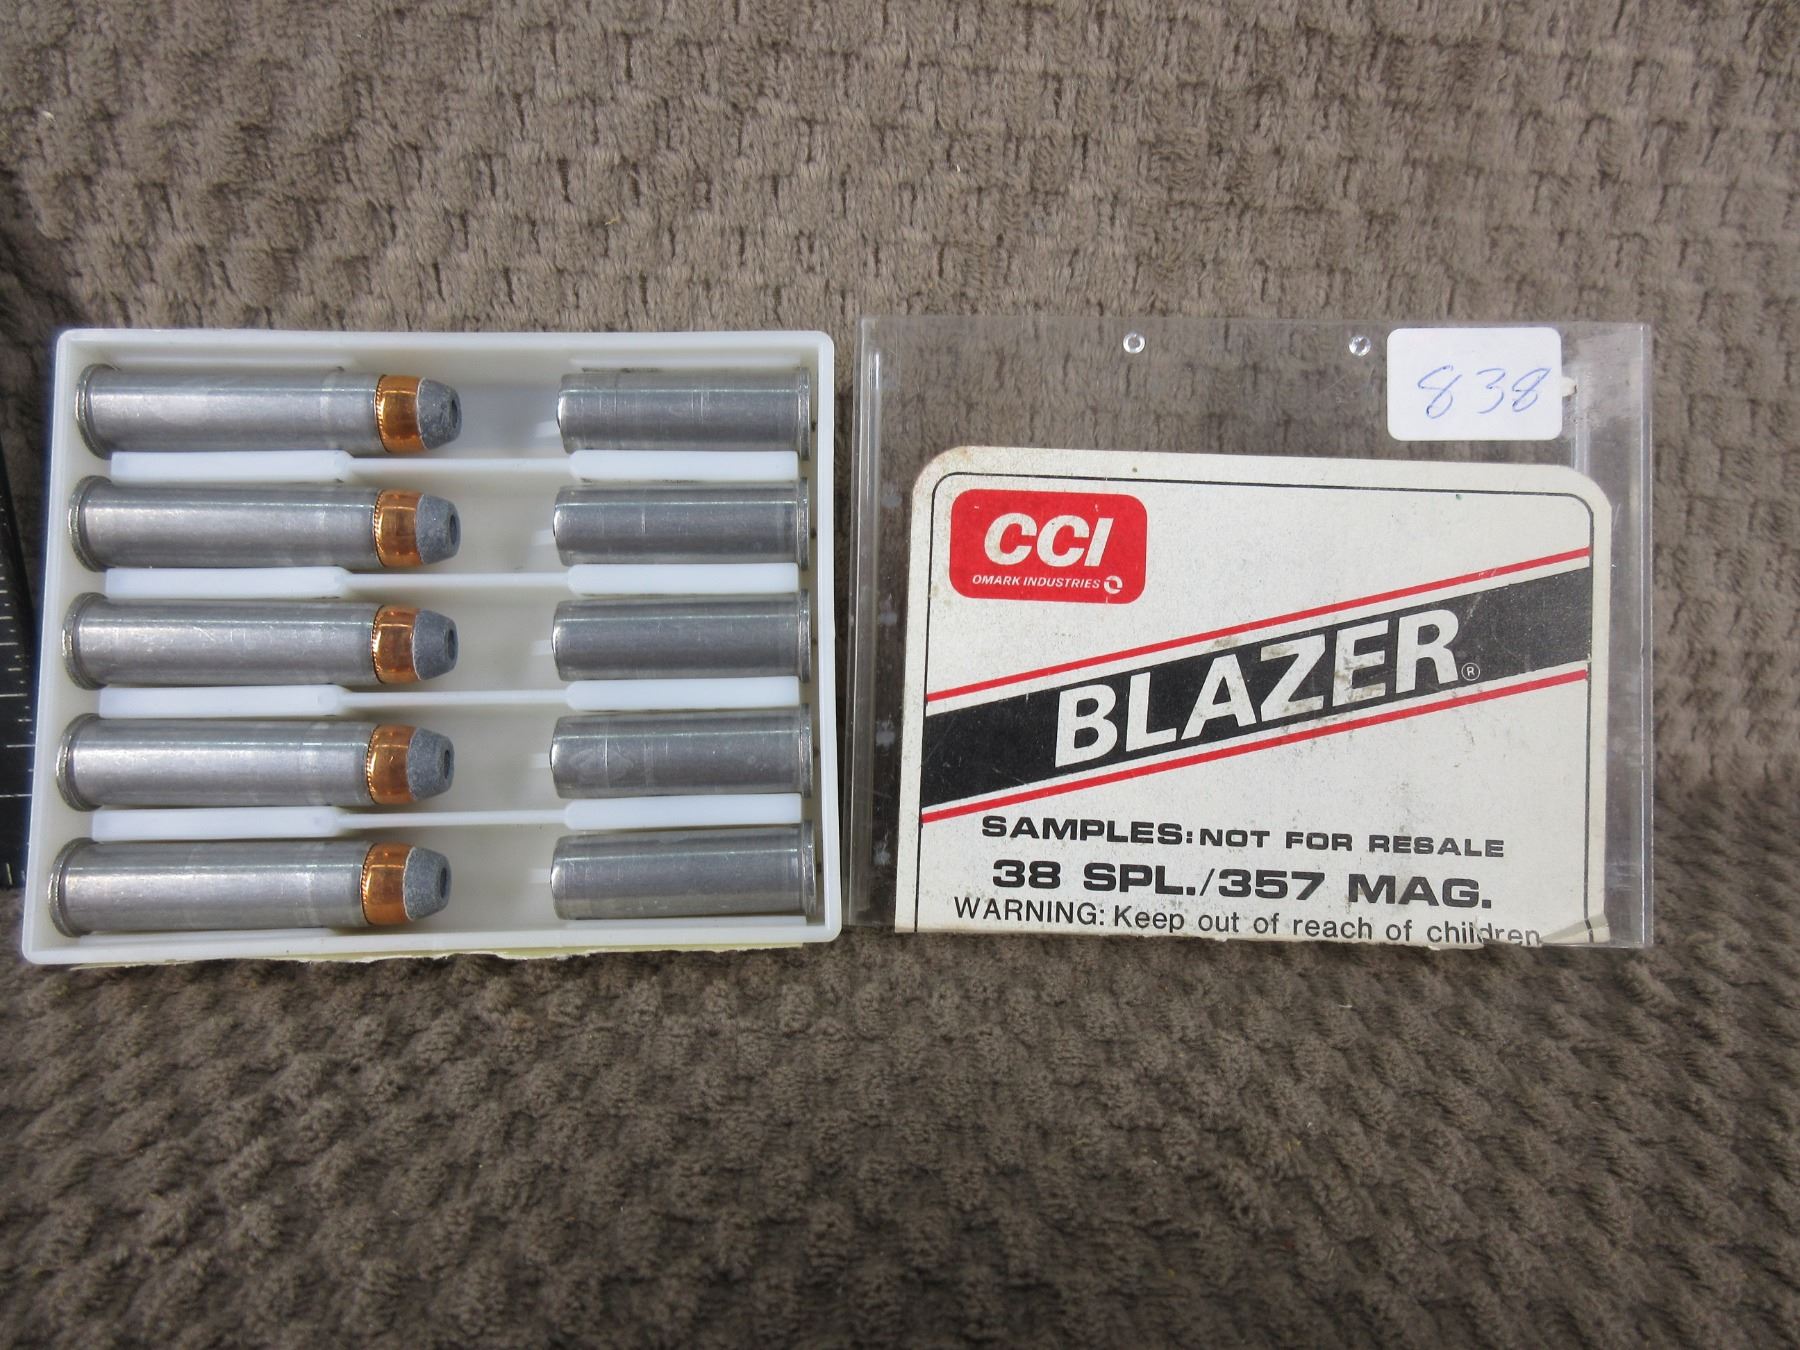 838
CCI
OMARK INDUSTRIES
BLAZER®
SAMPLES: NOT FOR RESALE
38 SPL./357 MAG.
WARNING: Keep out of reach of children